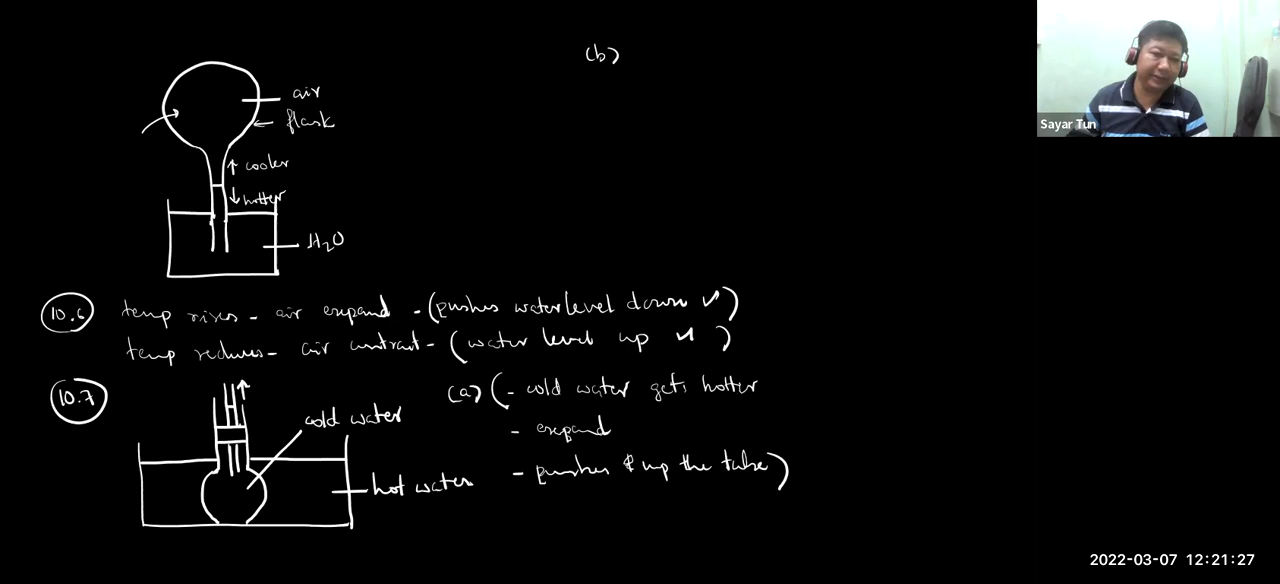 (b)
Sayar Tun
air
flask
↑ cooler
↓ hotter
H₂O
10.6 temp rises - air expand - (pushes water level down ✓)
temp reduces - air contract - (water level up ✓)
10.7
(a) (- cold water gets hotter
- expand
- pushes up the tube)
cold water
hot water
2022-03-07 12:21:27